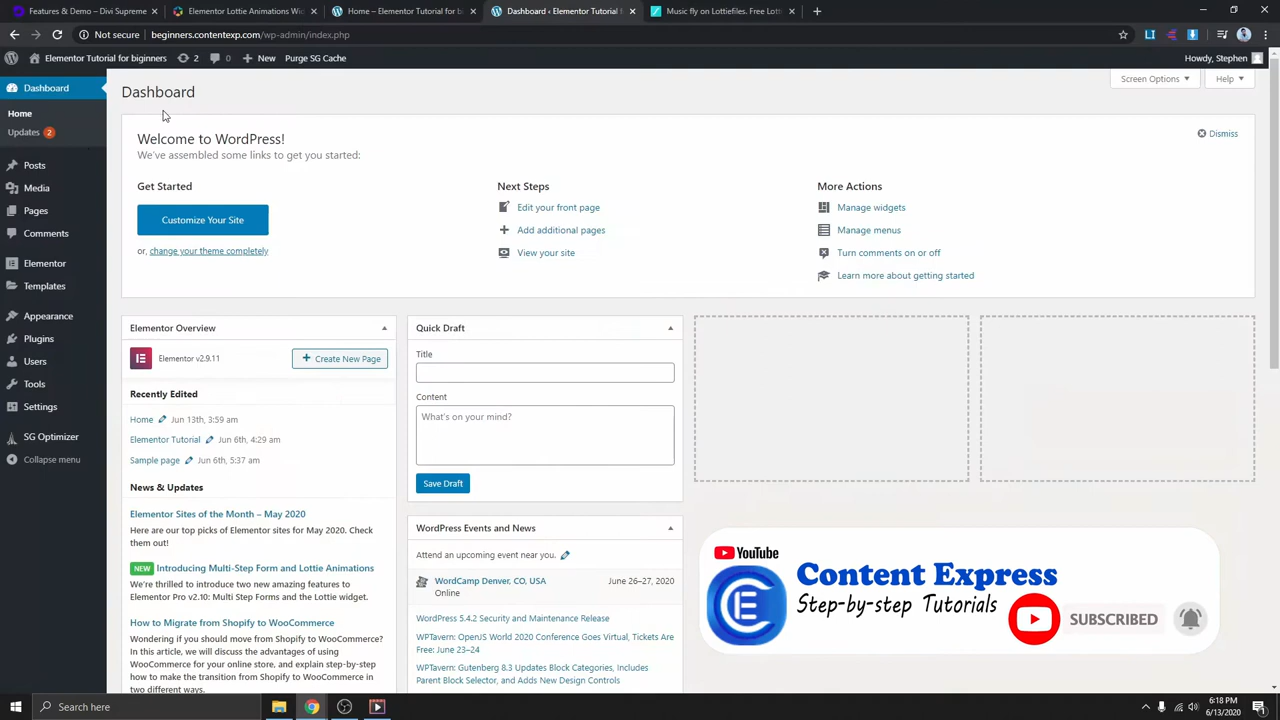 Features & Demos | Supreme
Elementor Lottie Animations Wid
Home – Elementor Tutorial for b
Dashboard ‹ Elementor Tutorial f
Music fly on Lottiefiles. Free Lott
Not secure | beginners.contentexp.com/wp-admin/index.php
Elementor Tutorial for beginners 2 0 New Purge SG Cache
Howdy, Stephen
Dashboard
Home
Updates 2
Posts
Media
Pages
Comments
Elementor
Templates
Appearance
Plugins
Users
Tools
Settings
SG Optimizer
Collapse menu
Screen Options Help
Dashboard
Welcome to WordPress!
We've assembled some links to get you started:
Dismiss
Get Started
Customize Your Site
or, change your theme completely
Next Steps
Edit your front page
Add additional pages
View your site
More Actions
Manage widgets
Manage menus
Turn comments on or off
Learn more about getting started
Elementor Overview
Elementor v2.9.11
Create New Page
Recently Edited
Home Jun 13th, 3:59 am
Elementor Tutorial Jun 6th, 4:29 am
Sample page Jun 6th, 5:37 am
News & Updates
Elementor Sites of the Month – May 2020
Here are our top picks of Elementor sites for May 2020. Check
them out!
NEW Introducing Multi-Step Form and Lottie Animations
We're thrilled to introduce two new amazing features to
Elementor Pro v2.10: Multi Step Forms and the Lottie widget.
How to Migrate from Shopify to WooCommerce
Wondering if you should move from Shopify to WooCommerce?
In this article, we will discuss the advantages of using
WooCommerce for your online store, and explain step-by-step
how to make the transition from Shopify to WooCommerce in
two different ways.
Quick Draft
Title
Content
What's on your mind?
Save Draft
WordPress Events and News
Attend an upcoming event near you.
WordCamp Denver, CO, USA June 26–27, 2020
Online
WordPress 5.4.2 Security and Maintenance Release
WPTavern: OpenJS World 2020 Conference Goes Virtual, Tickets Are
Free: June 23–24
WPTavern: Gutenberg 8.3 Updates Block Categories, Includes
Parent Block Selector, and Adds New Design Controls
YouTube
Content Express
Step-by-step Tutorials
SUBSCRIBED
Search here
6:18 PM
6/13/2020